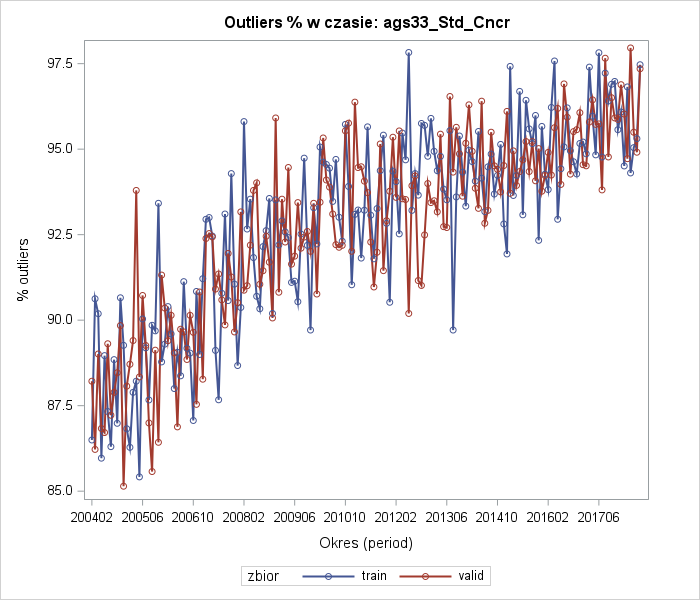 Outliers % w czasie: ags33_Std_Cncr
97.5
95.0
92.5
90.0
87.5
85.0
% outliers
200402 200506 200610 200802 200906 201010 201202 201306 201410 201602 201706
Okres (period)
zbior train valid